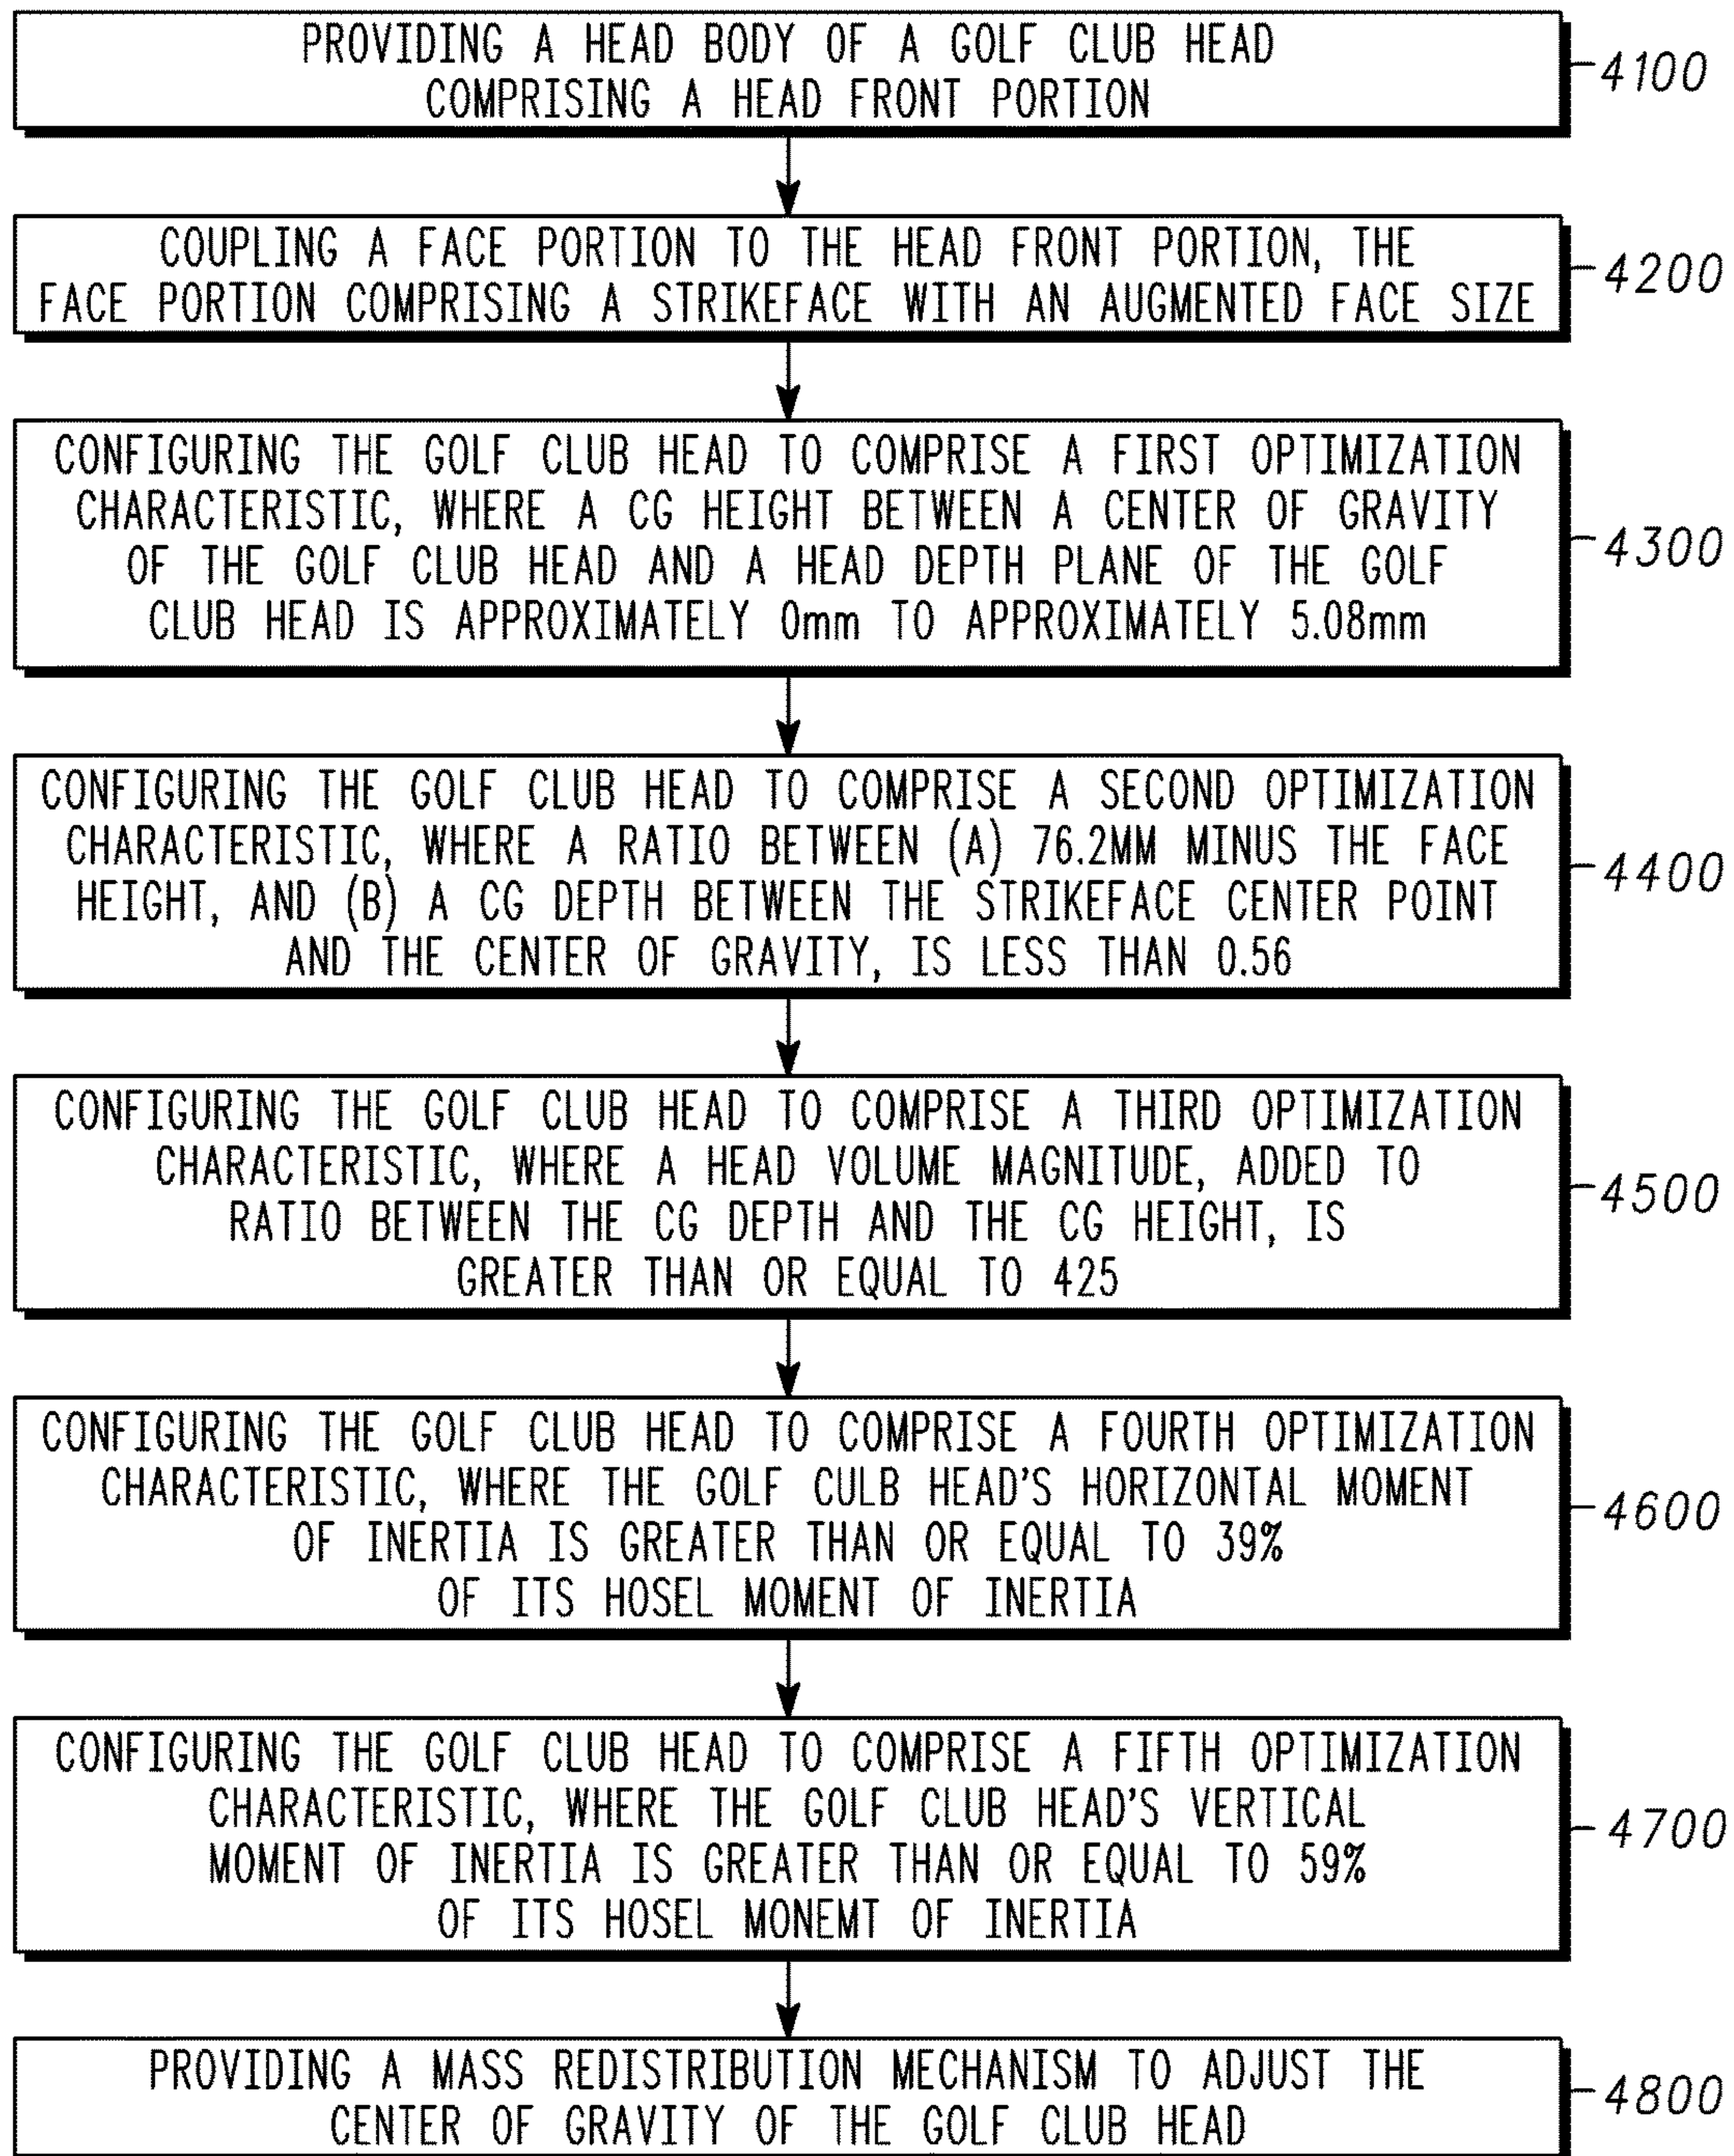 PROVIDING A HEAD BODY OF A GOLF CLUB HEAD
COMPRISING A HEAD FRONT PORTION
4100
COUPLING A FACE PORTION TO THE HEAD FRONT PORTION, THE
FACE PORTION COMPRISING A STRIKEFACE WITH AN AUGMENTED FACE SIZE
4200
CONFIGURING THE GOLF CLUB HEAD TO COMPRISE A FIRST OPTIMIZATION
CHARACTERISTIC, WHERE A CG HEIGHT BETWEEN A CENTER OF GRAVITY
OF THE GOLF CLUB HEAD AND A HEAD DEPTH PLANE OF THE GOLF
CLUB HEAD IS APPROXIMATELY 0mm TO APPROXIMATELY 5.08mm
4300
CONFIGURING THE GOLF CLUB HEAD TO COMPRISE A SECOND OPTIMIZATION
CHARACTERISTIC, WHERE A RATIO BETWEEN (A) 76.2MM MINUS THE FACE
HEIGHT, AND (B) A CG DEPTH BETWEEN THE STRIKEFACE CENTER POINT
AND THE CENTER OF GRAVITY, IS LESS THAN 0.56
4400
CONFIGURING THE GOLF CLUB HEAD TO COMPRISE A THIRD OPTIMIZATION
CHARACTERISTIC, WHERE A HEAD VOLUME MAGNITUDE, ADDED TO
RATIO BETWEEN THE CG DEPTH AND THE CG HEIGHT, IS
GREATER THAN OR EQUAL TO 425
4500
CONFIGURING THE GOLF CLUB HEAD TO COMPRISE A FOURTH OPTIMIZATION
CHARACTERISTIC, WHERE THE GOLF CULB HEAD'S HORIZONTAL MOMENT
OF INERTIA IS GREATER THAN OR EQUAL TO 39%
OF ITS HOSEL MOMENT OF INERTIA
4600
CONFIGURING THE GOLF CLUB HEAD TO COMPRISE A FIFTH OPTIMIZATION
CHARACTERISTIC, WHERE THE GOLF CLUB HEAD'S VERTICAL
MOMENT OF INERTIA IS GREATER THAN OR EQUAL TO 59%
OF ITS HOSEL MONEMT OF INERTIA
4700
PROVIDING A MASS REDISTRIBUTION MECHANISM TO ADJUST THE
CENTER OF GRAVITY OF THE GOLF CLUB HEAD
4800